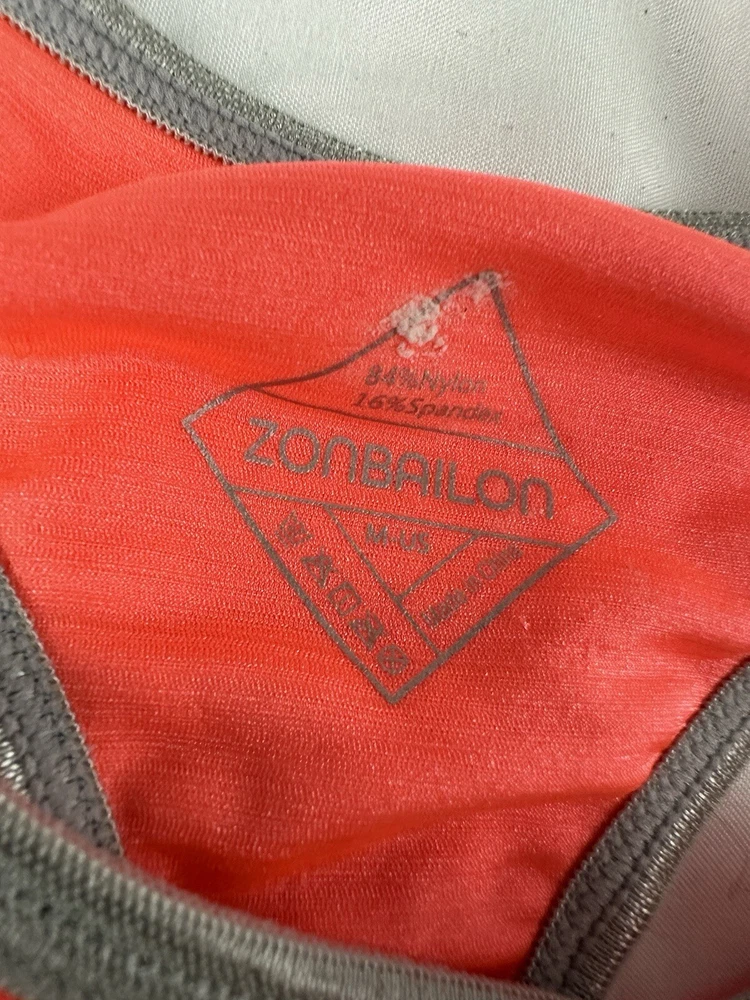 84%Nylon
16%Spandex
ZONBAILON
M-US
Made in China